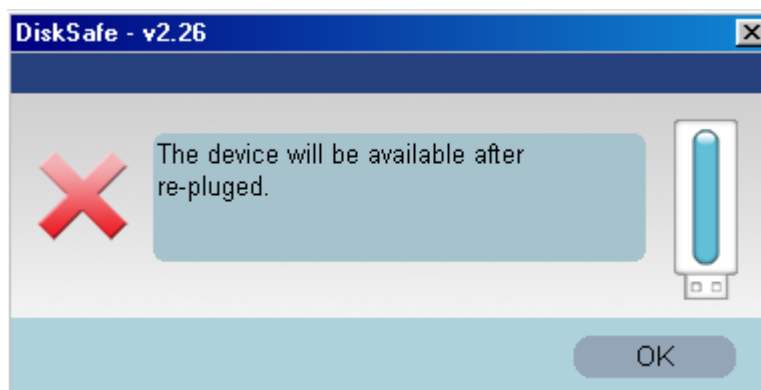 DiskSafe - v2.26
The device will be available after
re-pluged.
OK